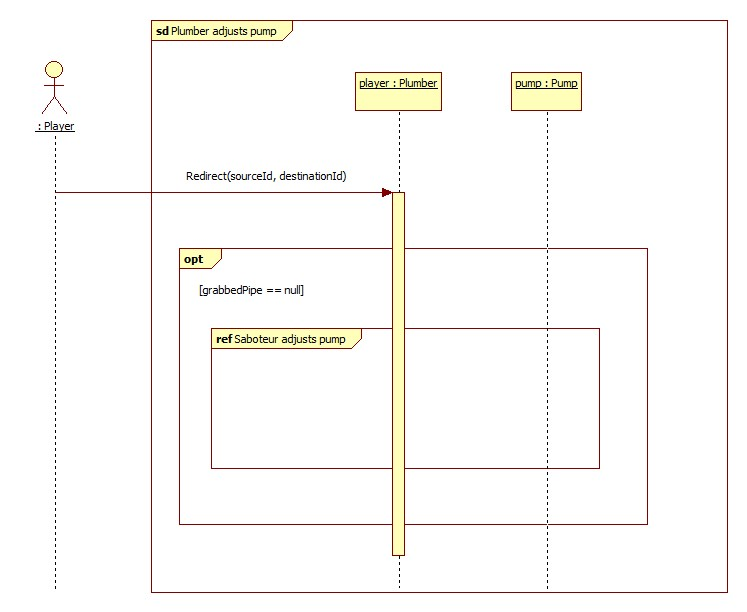 sd Plumber adjusts pump
player : Plumber
pump : Pump
: Player
Redirect(sourceId, destinationId)
opt
[grabbedPipe == null]
ref Saboteur adjusts pump